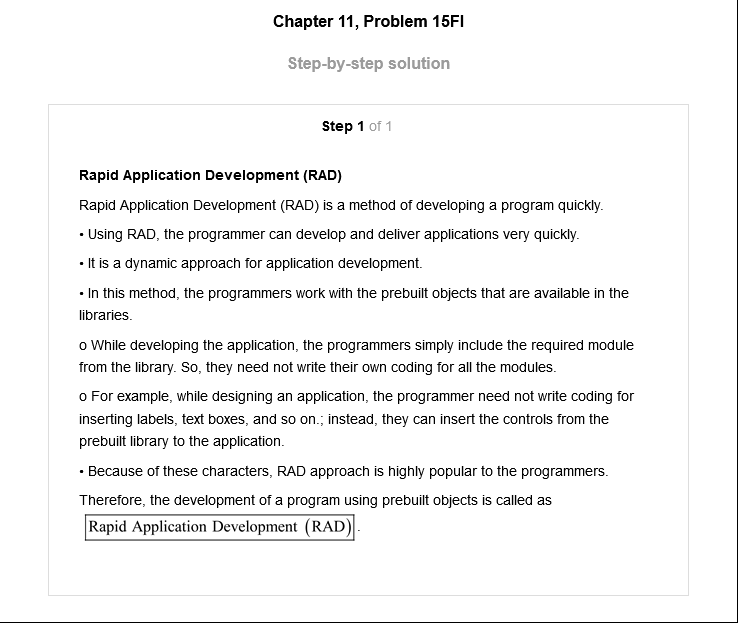 Chapter 11, Problem 15FI
Step-by-step solution
Step 1 of 1
Rapid Application Development (RAD)
Rapid Application Development (RAD) is a method of developing a program quickly.
• Using RAD, the programmer can develop and deliver applications very quickly.
• It is a dynamic approach for application development.
• In this method, the programmers work with the prebuilt objects that are available in the
libraries.
o While developing the application, the programmers simply include the required module
from the library. So, they need not write their own coding for all the modules.
o For example, while designing an application, the programmer need not write coding for
inserting labels, text boxes, and so on.; instead, they can insert the controls from the
prebuilt library to the application.
• Because of these characters, RAD approach is highly popular to the programmers.
Therefore, the development of a program using prebuilt objects is called as
Rapid Application Development (RAD).